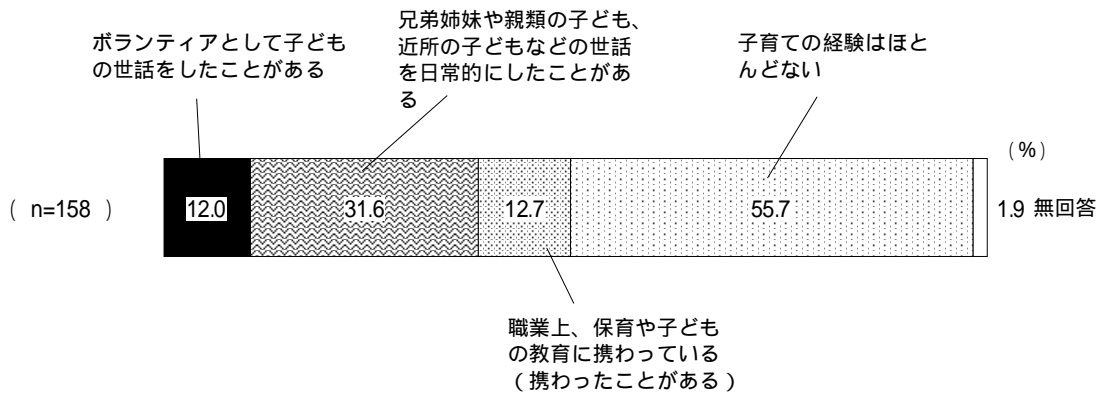 ボランティアとして子ども
の世話をしたことがある
兄弟姉妹や親類の子ども、
近所の子どもなどの世話
を日常的にしたことがあ
る
子育ての経験はほと
んどない
(%)
( n=158 )
12.0
31.6
12.7
55.7
1.9 無回答
職業上、保育や子ども
の教育に携わっている
(携わったことがある)